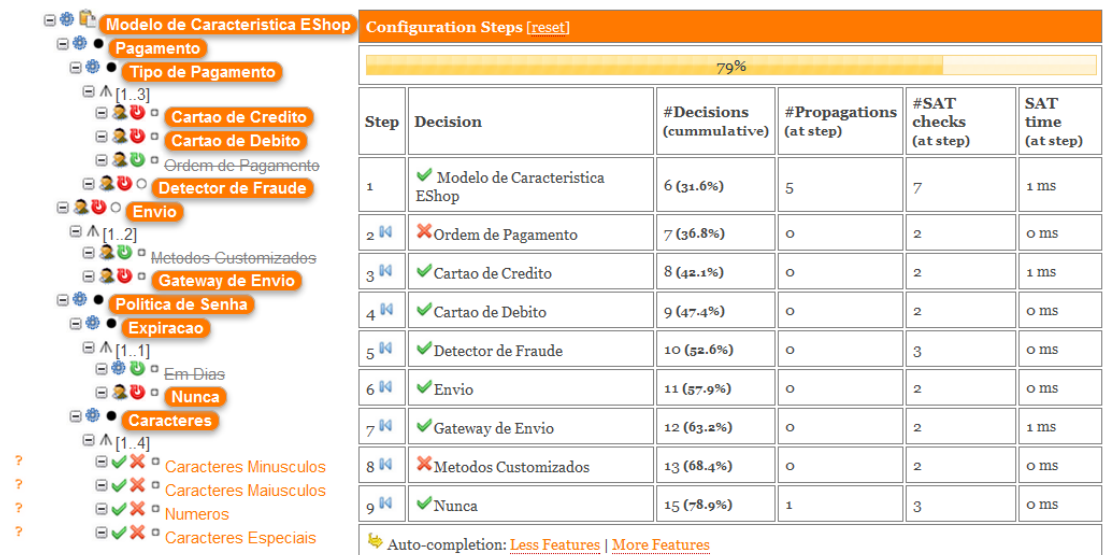 Modelo de Caracteristica EShop
Pagamento
Tipo de Pagamento
[1..3]
Cartao de Credito
Cartao de Debito
Ordem de Pagamento
Detector de Fraude
Envio
[1..2]
Metodos Customizados
Gateway de Envio
Politica de Senha
Expiracao
[1..1]
Em Dias
Nunca
Caracteres
[1..4]
? Caracteres Minusculos
? Caracteres Maiusculos
? Numeros
? Caracteres Especiais
Configuration Steps [reset]
79%
Step Decision #Decisions (cummulative) #Propagations (at step) #SAT checks (at step) SAT time (at step)
1 Modelo de Caracteristica EShop 6 (31.6%) 5 7 1 ms
2 Ordem de Pagamento 7 (36.8%) 0 2 0 ms
3 Cartao de Credito 8 (42.1%) 0 2 1 ms
4 Cartao de Debito 9 (47.4%) 0 2 0 ms
5 Detector de Fraude 10 (52.6%) 0 3 0 ms
6 Envio 11 (57.9%) 0 2 0 ms
7 Gateway de Envio 12 (63.2%) 0 2 1 ms
8 Metodos Customizados 13 (68.4%) 0 2 0 ms
9 Nunca 15 (78.9%) 1 3 0 ms
Auto-completion: Less Features | More Features